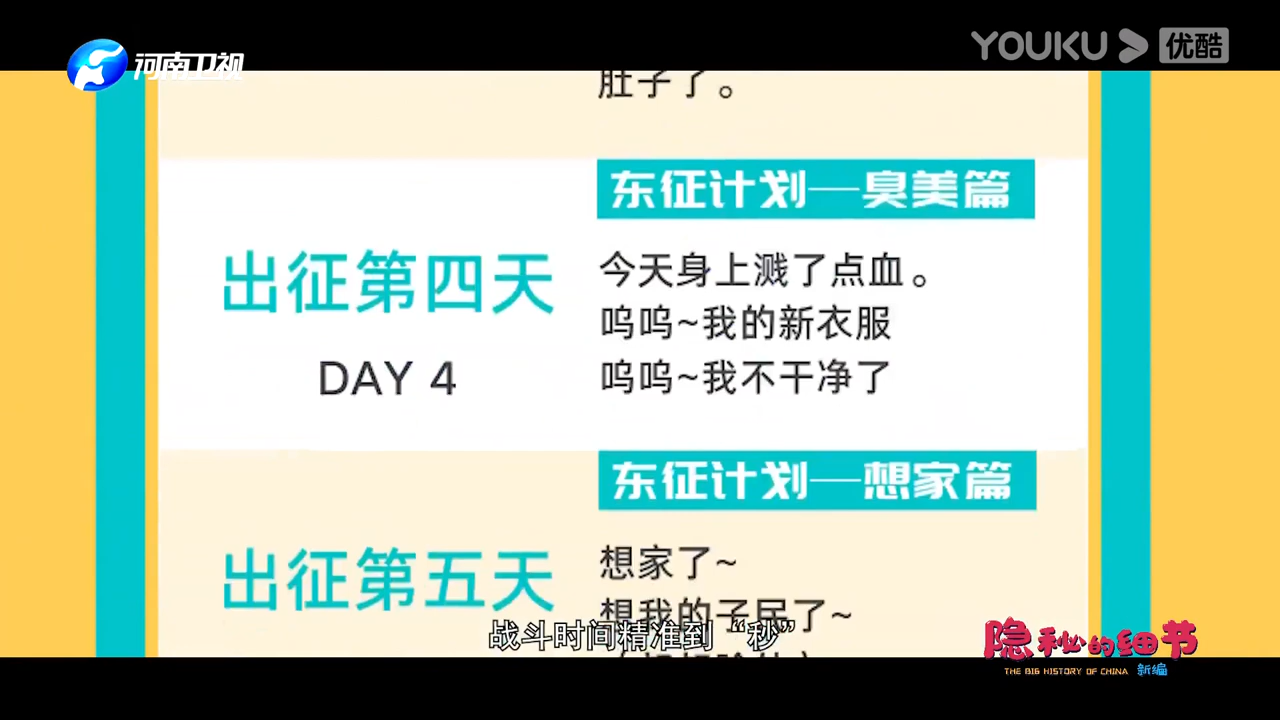 河南卫视
YOUKU 优酷
肚子了。
东征计划—臭美篇
出征第四天
DAY 4
今天身上溅了点血。
呜呜~我的新衣服
呜呜~我不干净了
东征计划—想家篇
出征第五天
想家了~
想我的子民了~
战斗时间精准到“秒”
隐秘的细节
THE BIG HISTORY OF CHINA 新编